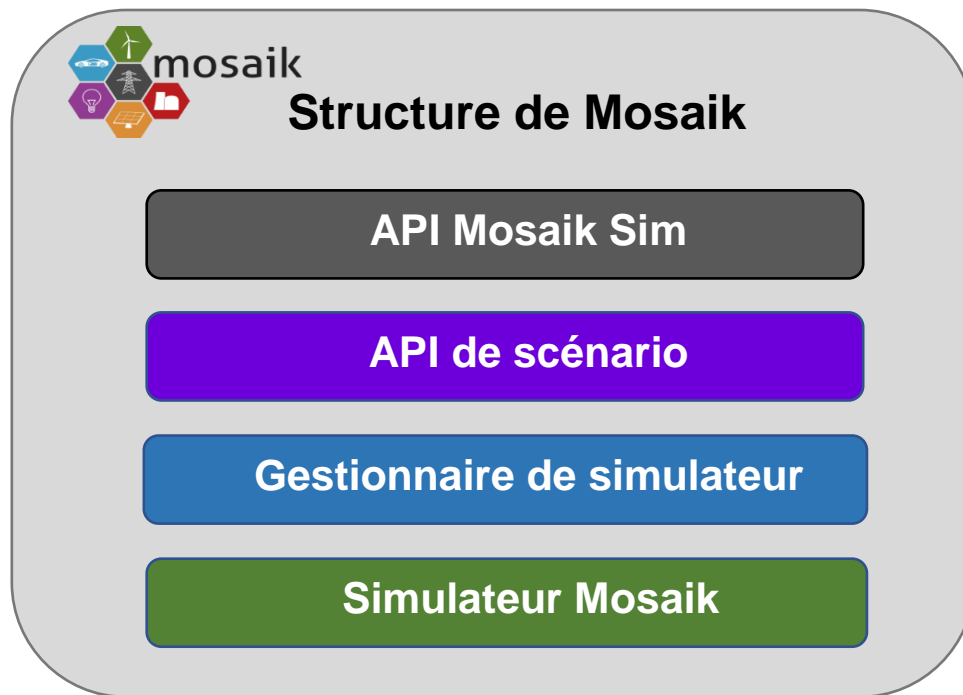 mosaik
Structure de Mosaik
API Mosaik Sim
API de scénario
Gestionnaire de simulateur
Simulateur Mosaik